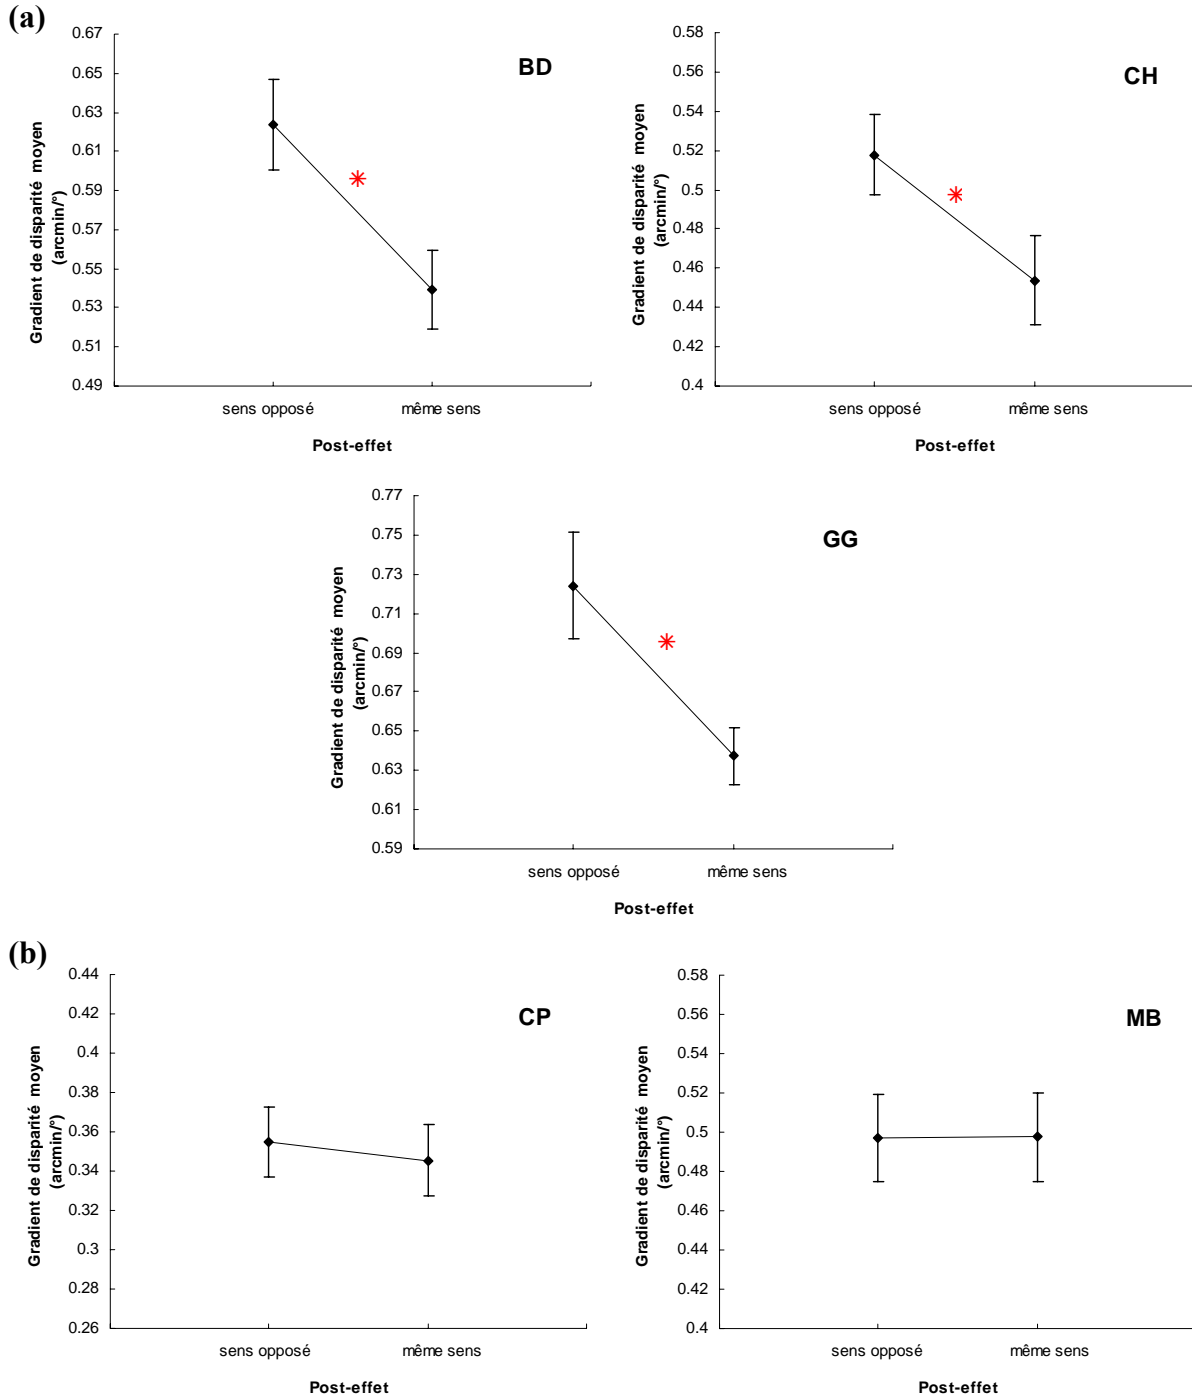 (a)
BD
Gradient de disparité moyen
(arcmin/°)
0.67
0.65
0.63
0.61
0.59
0.57
0.55
0.53
0.51
0.49
sens opposé même sens
Post-effet
CH
Gradient de disparité moyen
(arcmin/°)
0.58
0.56
0.54
0.52
0.5
0.48
0.46
0.44
0.42
0.4
sens opposé même sens
Post-effet
GG
Gradient de disparité moyen
(arcmin/°)
0.77
0.75
0.73
0.71
0.69
0.67
0.65
0.63
0.61
0.59
sens opposé même sens
Post-effet
(b)
CP
Gradient de disparité moyen
(arcmin/°)
0.44
0.42
0.4
0.38
0.36
0.34
0.32
0.3
0.28
0.26
sens opposé même sens
Post-effet
MB
Gradient de disparité moyen
(arcmin/°)
0.58
0.56
0.54
0.52
0.5
0.48
0.46
0.44
0.42
0.4
sens opposé même sens
Post-effet